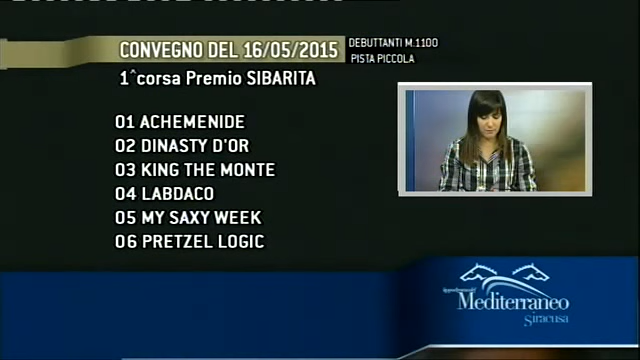 CONVEGNO DEL 16/05/2015
DEBUTTANTI M.1100
PISTA PICCOLA
1^corsa Premio SIBARITA
01 ACHEMENIDE
02 DINASTY D'OR
03 KING THE MONTE
04 LABDACO
05 MY SAXY WEEK
06 PRETZEL LOGIC
Mediterraneo
Siracusa